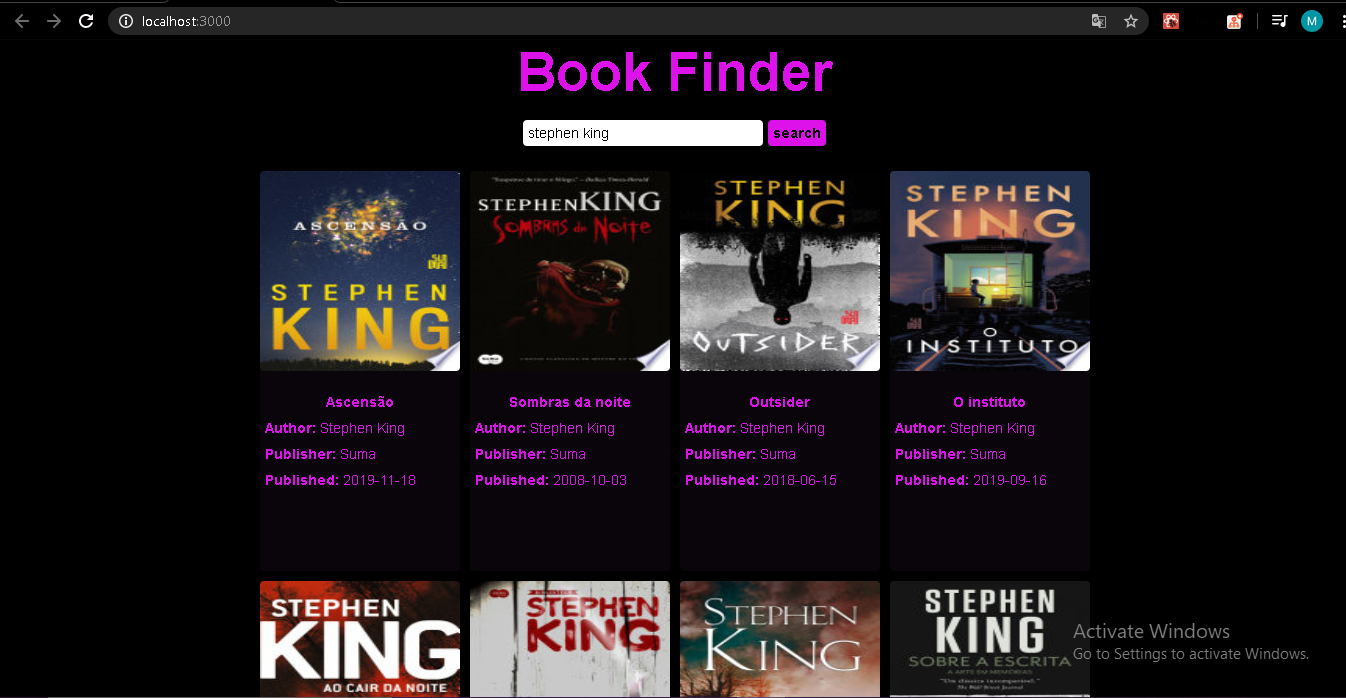 localhost:3000
M
Book Finder
stephen king
search
ASCENSÃO
STEPHEN
KING
STEPHEN KING
SOMBRAS da NOITE
STEPHEN
KING
OUTSIDER
STEPHEN
KING
O
INSTITUTO
Ascensão
Author: Stephen King
Publisher: Suma
Published: 2019-11-18
Sombras da noite
Author: Stephen King
Publisher: Suma
Published: 2008-10-03
Outsider
Author: Stephen King
Publisher: Suma
Published: 2018-06-15
O instituto
Author: Stephen King
Publisher: Suma
Published: 2019-09-16
STEPHEN
KING
AO CAIR DA NOITE
STEPHEN
KING
STEPHEN
KING
STEPHEN
KING
SOBRE A ESCRITA
A ARTE EM MEMÓRIAS
Activate Windows
Go to Settings to activate Windows.